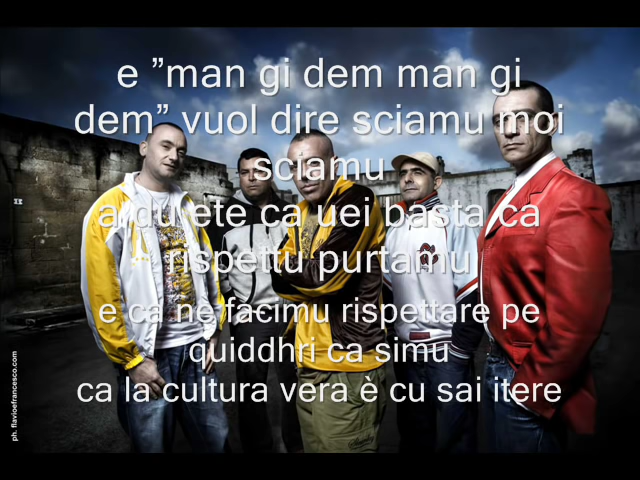 e ”man gi dem man gi
dem” vuol dire sciamu moi
sciamu
a du ete ca uei basta ca
rispettu purtamu
e ca ne facimu rispettare pe
quiddhri ca simu
ca la cultura vera è cu sai itere
ph. flavioefrancesco.com